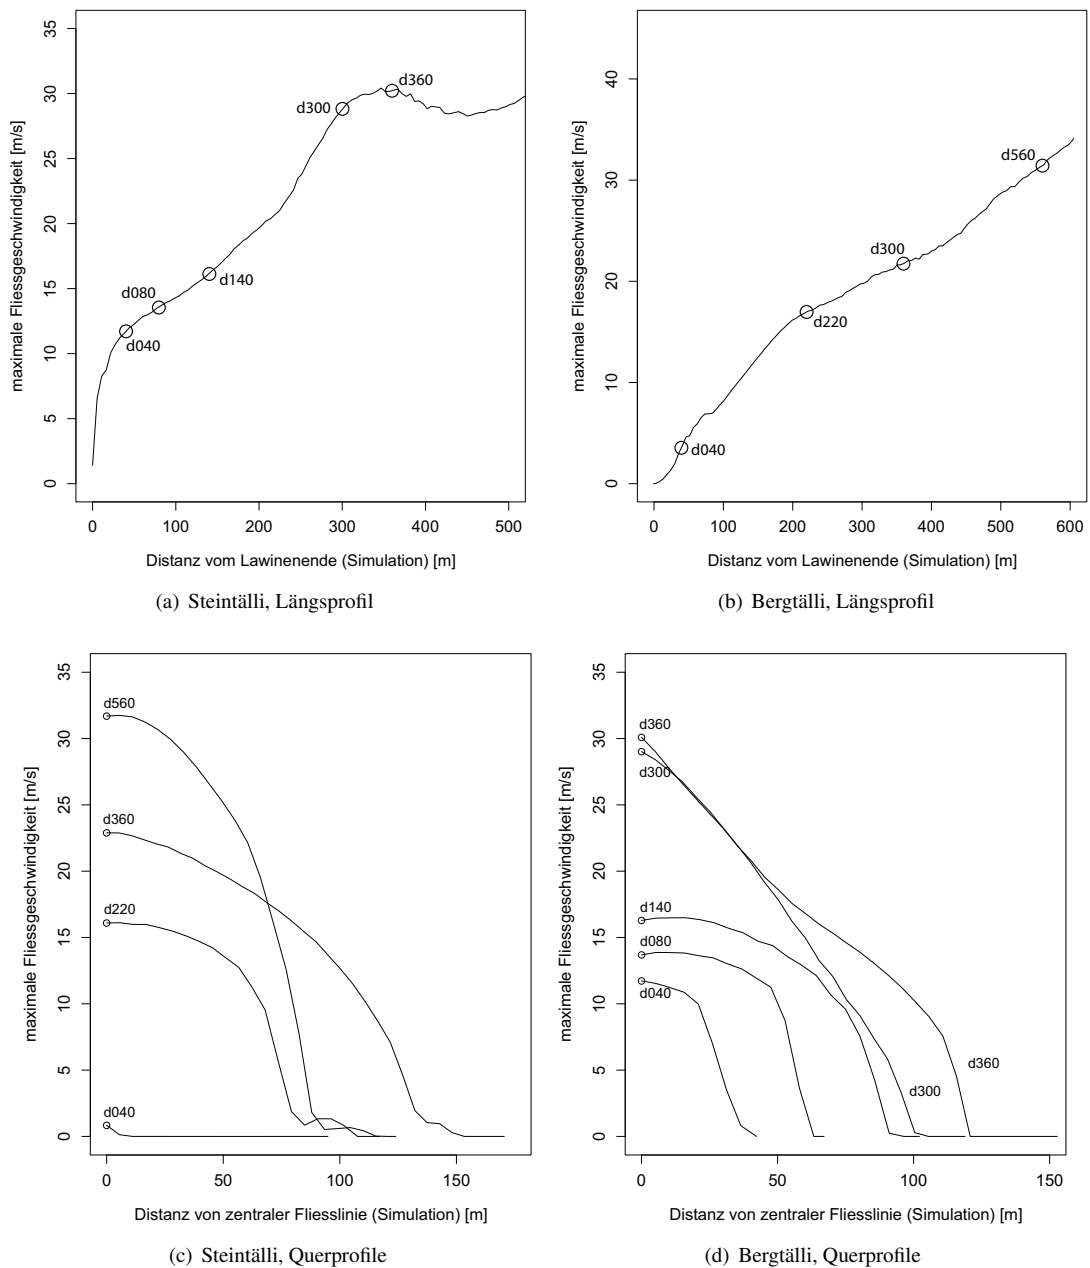 35
30
25
20
15
10
5
0
maximale Fliessgeschwindigkeit [m/s]
d360
d300
d140
d080
d040
0 100 200 300 400 500
Distanz vom Lawinenende (Simulation) [m]
(a) Steintälli, Längsprofil
40
30
20
10
0
maximale Fliessgeschwindigkeit [m/s]
d560
d300
d220
d040
0 100 200 300 400 500 600
Distanz vom Lawinenende (Simulation) [m]
(b) Bergtälli, Längsprofil
35
30
25
20
15
10
5
0
maximale Fliessgeschwindigkeit [m/s]
d560
d360
d220
d040
0 50 100 150
Distanz von zentraler Fliesslinie (Simulation) [m]
(c) Steintälli, Querprofile
35
30
25
20
15
10
5
0
maximale Fliessgeschwindigkeit [m/s]
d360
d300
d140
d080
d040
d360
d300
0 50 100 150
Distanz von zentraler Fliesslinie (Simulation) [m]
(d) Bergtälli, Querprofile